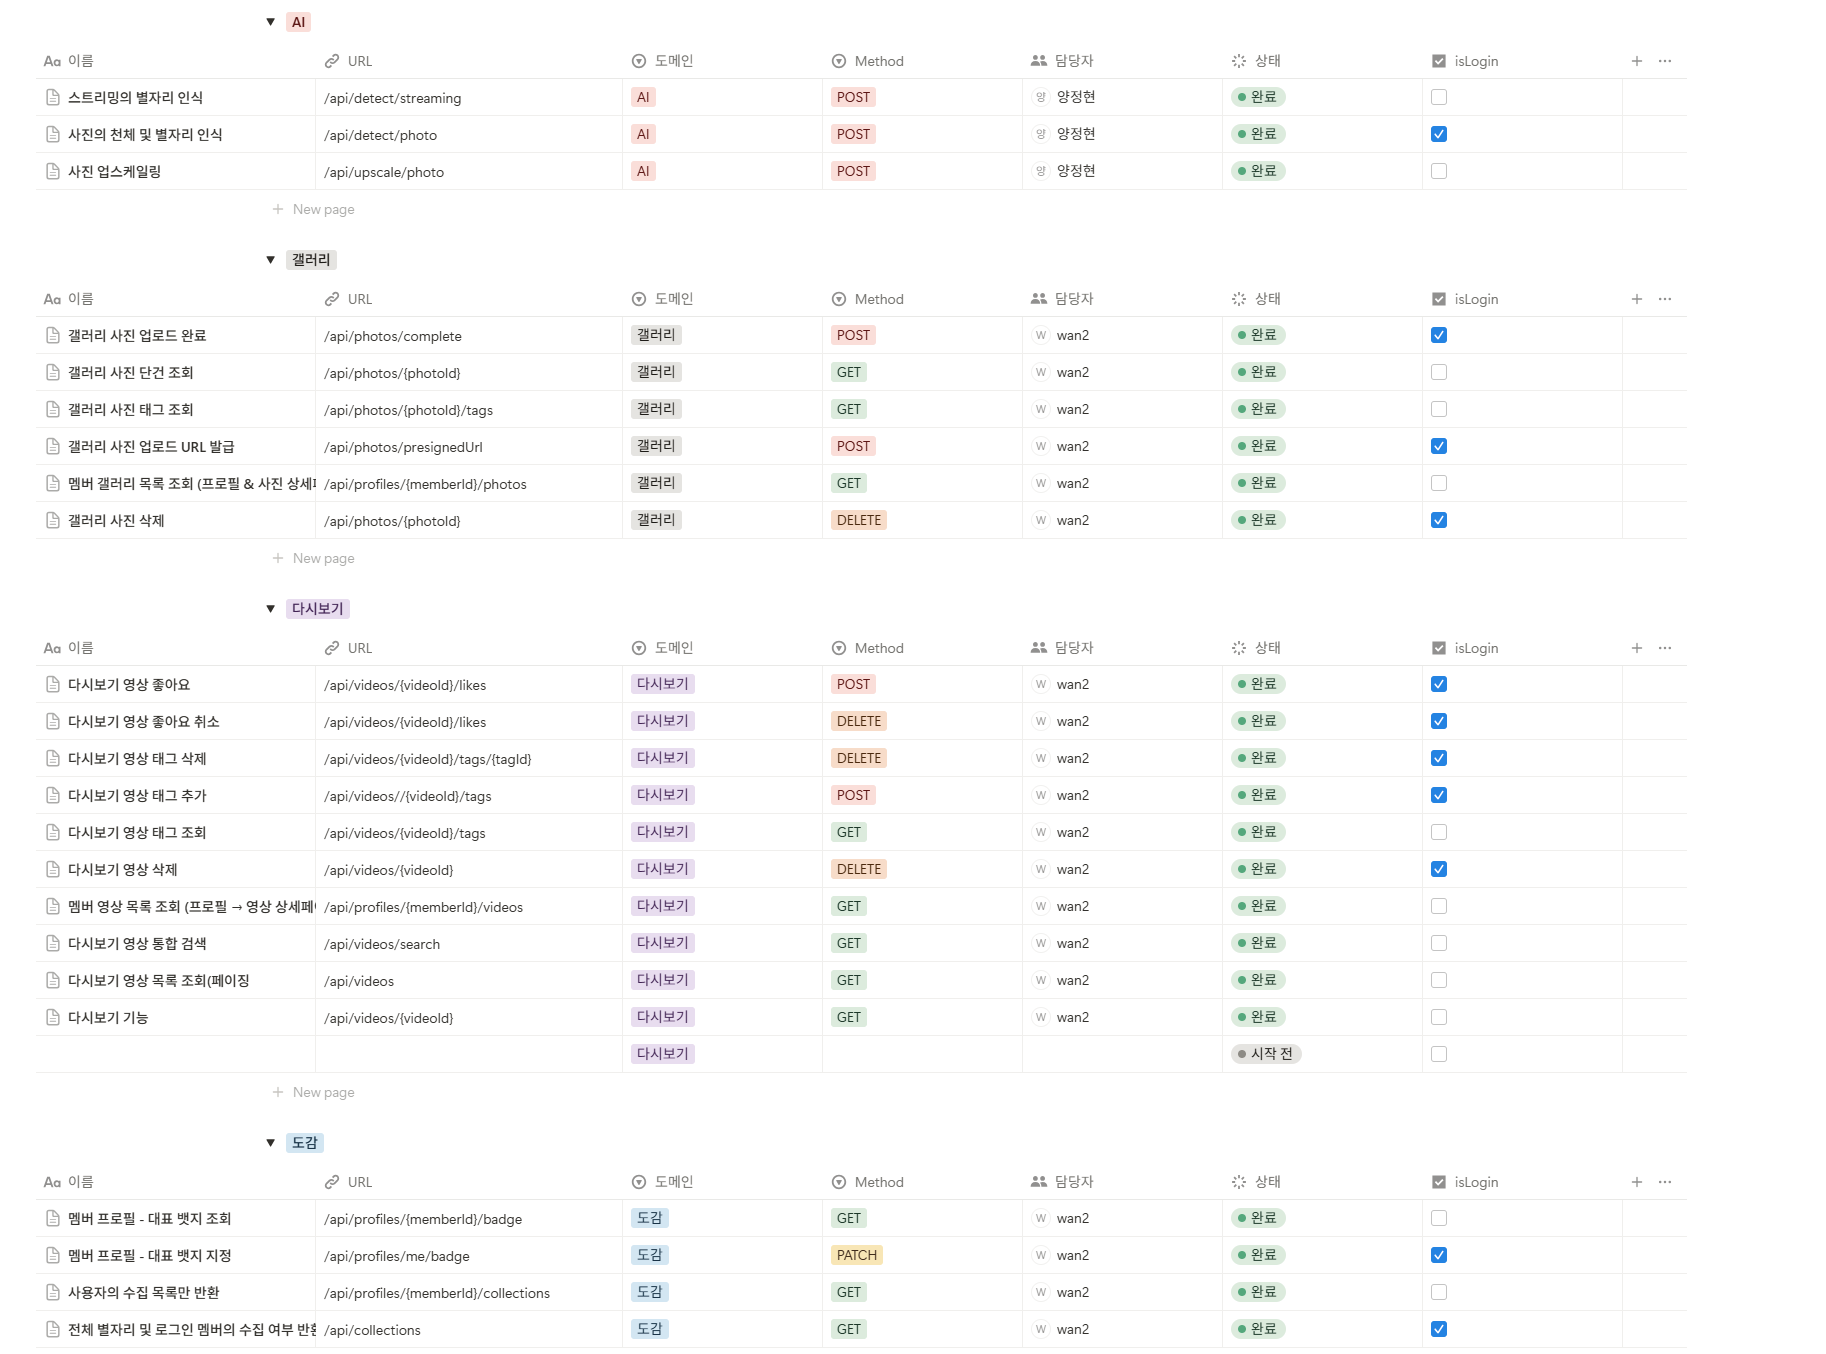 AI
Aa 이름 URL 도메인 Method 담당자 상태 isLogin
스트리밍의 별자리 인식 /api/detect/streaming AI POST 양 양정현 완료
사진의 천체 및 별자리 인식 /api/detect/photo AI POST 양 양정현 완료
사진 업스케일링 /api/upscale/photo AI POST 양 양정현 완료
+ New page
갤러리
Aa 이름 URL 도메인 Method 담당자 상태 isLogin
갤러리 사진 업로드 완료 /api/photos/complete 갤러리 POST W wan2 완료
갤러리 사진 단건 조회 /api/photos/{photoId} 갤러리 GET W wan2 완료
갤러리 사진 태그 조회 /api/photos/{photoId}/tags 갤러리 GET W wan2 완료
갤러리 사진 업로드 URL 발급 /api/photos/presignedUrl 갤러리 POST W wan2 완료
멤버 갤러리 목록 조회 (프로필 & 사진 상세 /api/profiles/{memberId}/photos 갤러리 GET W wan2 완료
갤러리 사진 삭제 /api/photos/{photoId} 갤러리 DELETE W wan2 완료
+ New page
다시보기
Aa 이름 URL 도메인 Method 담당자 상태 isLogin
다시보기 영상 좋아요 /api/videos/{videoId}/likes 다시보기 POST W wan2 완료
다시보기 영상 좋아요 취소 /api/videos/{videoId}/likes 다시보기 DELETE W wan2 완료
다시보기 영상 태그 삭제 /api/videos/{videoId}/tags/{tagId} 다시보기 DELETE W wan2 완료
다시보기 영상 태그 추가 /api/videos//{videoId}/tags 다시보기 POST W wan2 완료
다시보기 영상 태그 조회 /api/videos/{videoId}/tags 다시보기 GET W wan2 완료
다시보기 영상 삭제 /api/videos/{videoId} 다시보기 DELETE W wan2 완료
멤버 영상 목록 조회 (프로필 → 영상 상세페 /api/profiles/{memberId}/videos 다시보기 GET W wan2 완료
다시보기 영상 통합 검색 /api/videos/search 다시보기 GET W wan2 완료
다시보기 영상 목록 조회(페이징 /api/videos 다시보기 GET W wan2 완료
다시보기 기능 /api/videos/{videoId} 다시보기 GET W wan2 완료
다시보기 시작 전
+ New page
도감
Aa 이름 URL 도메인 Method 담당자 상태 isLogin
멤버 프로필 - 대표 뱃지 조회 /api/profiles/{memberId}/badge 도감 GET W wan2 완료
멤버 프로필 - 대표 뱃지 지정 /api/profiles/me/badge 도감 PATCH W wan2 완료
사용자의 수집 목록만 반환 /api/profiles/{memberId}/collections 도감 GET W wan2 완료
전체 별자리 및 로그인 멤버의 수집 여부 반환 /api/collections 도감 GET W wan2 완료